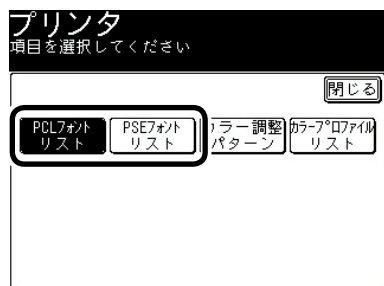 プリンタ
項目を選択してください
閉じる
PCLフォント
リスト
PSEフォント
リスト
カラー調整
パターン
カラープロファイル
リスト